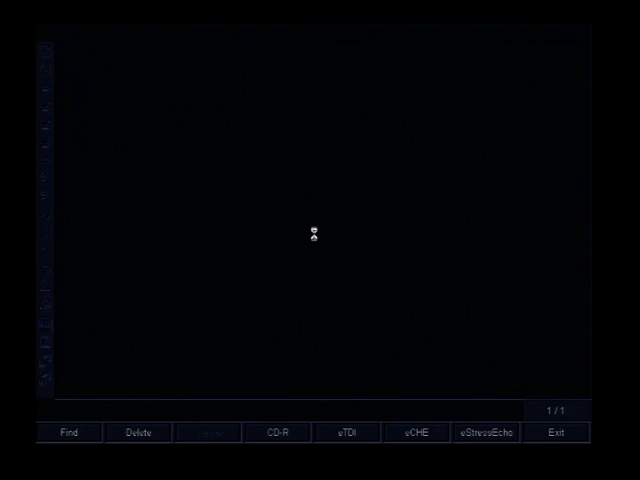 1 / 1
Find
Delete
CD-R
eTDI
eCHE
eStressEcho
Exit